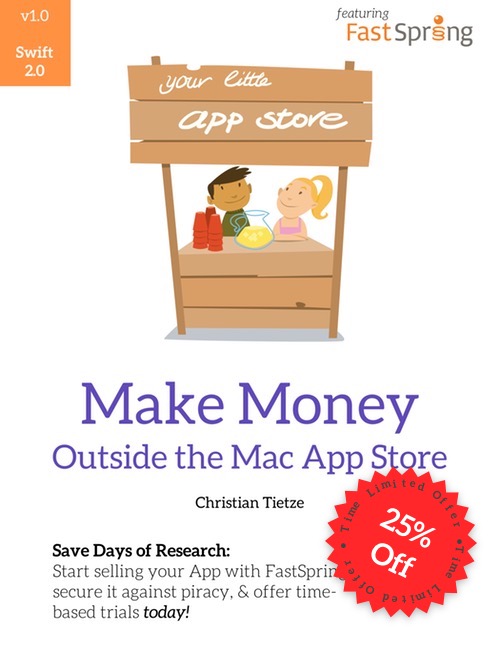 v1.0
Swift
2.0
featuring
FastSpring
your little
app store
Make Money
Outside the Mac App Store
Christian Tietze
Time Limited Offer • Time Limited Offer •
25%
Off
Save Days of Research:
Start selling your App with FastSpring
secure it against piracy, & offer time-
based trials today!